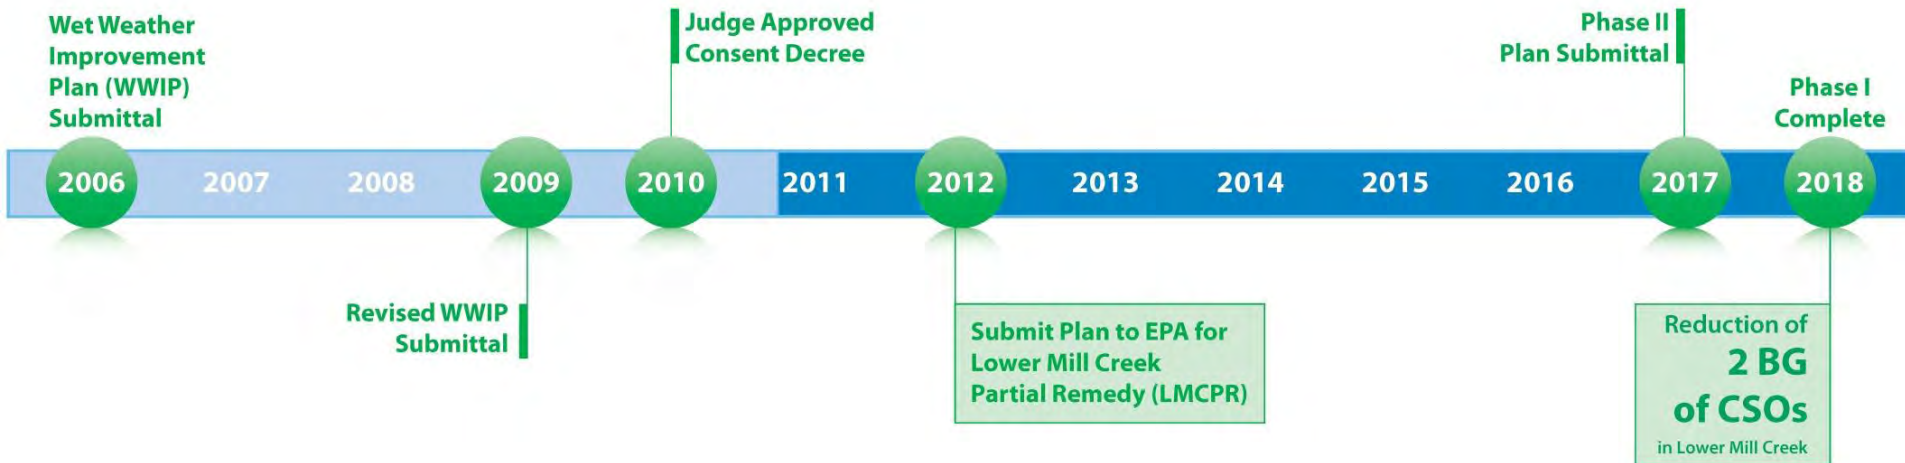 Wet Weather
Improvement
Plan (WWIP)
Submittal
Judge Approved
Consent Decree
Phase II
Plan Submittal
Phase I
Complete
2006 2007 2008 2009 2010 2011 2012 2013 2014 2015 2016 2017 2018
Revised WWIP
Submittal
Submit Plan to EPA for
Lower Mill Creek
Partial Remedy (LMCPR)
Reduction of
2 BG
of CSOs
in Lower Mill Creek